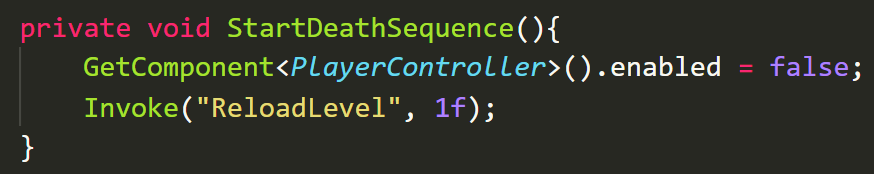 private void StartDeathSequence(){
    GetComponent<PlayerController>().enabled = false;
    Invoke("ReloadLevel", 1f);
}